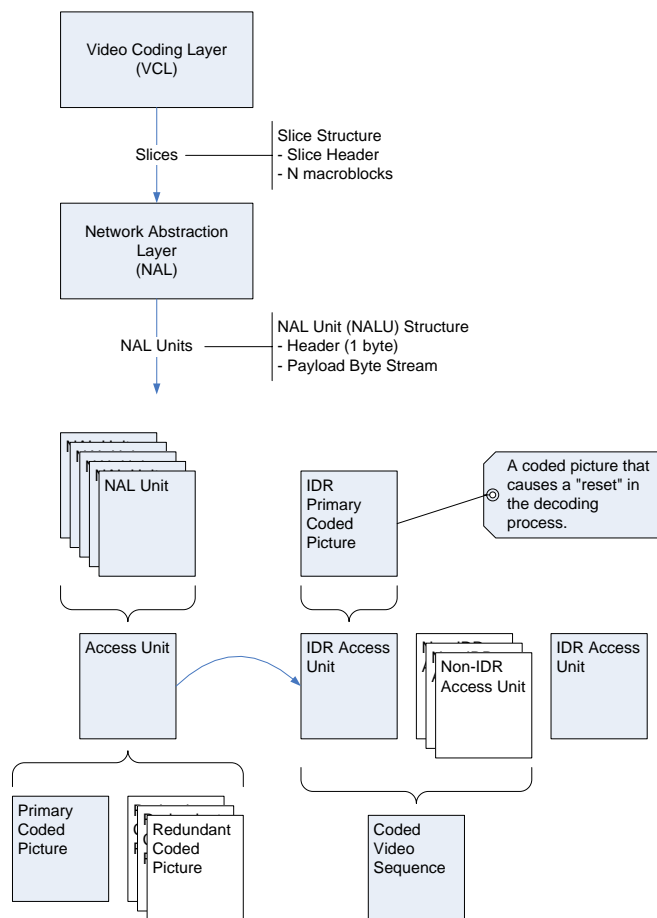 Video Coding Layer
(VCL)
Slices
Slice Structure
- Slice Header
- N macroblocks
Network Abstraction
Layer
(NAL)
NAL Units
NAL Unit (NALU) Structure
- Header (1 byte)
- Payload Byte Stream
NAL Unit
IDR
Primary
Coded
Picture
A coded picture that
causes a "reset" in
the decoding
process.
Access Unit
IDR Access
Unit
Non-IDR
Non-IDR
Access Unit
IDR Access
Unit
Primary
Coded
Picture
Redundant
Coded
Picture
Coded
Video
Sequence